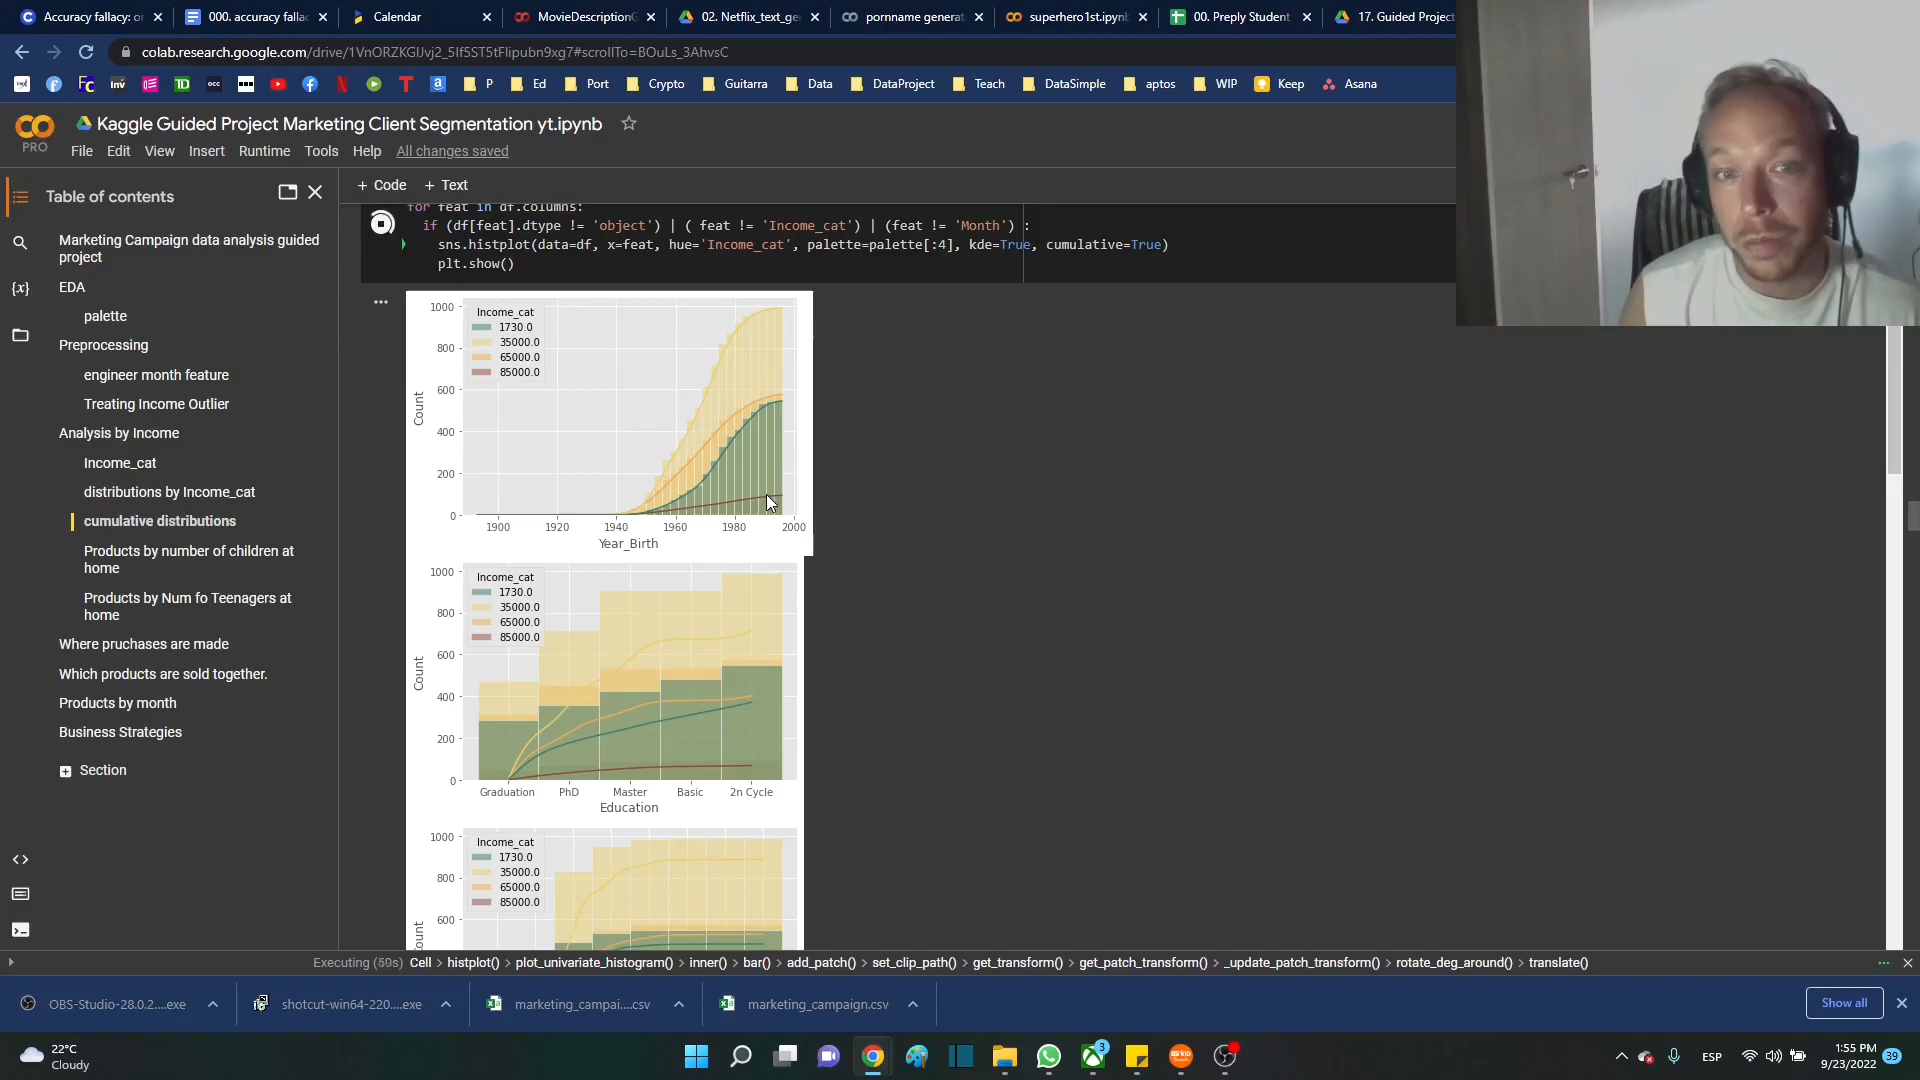 Accuracy fallacy: or
000. accuracy fallac
Calendar
MovieDescriptionG
02. Netflix_text_ge
pornname generat
superhero1st.ipynb
00. Preply Student
17. Guided Project
colab.research.google.com/drive/1VnORZKGlJvj2_5lf5ST5tFlipubn9xg7#scrollTo=BOuLs_3AhvsC
P
Ed
Port
Crypto
Guitarra
Data
DataProject
Teach
DataSimple
aptos
WIP
Keep
Asana
PRO
Kaggle Guided Project Marketing Client Segmentation yt.ipynb
File Edit View Insert Runtime Tools Help All changes saved
Table of contents
+ Code + Text
Marketing Campaign data analysis guided
project
EDA
palette
Preprocessing
engineer month feature
Treating Income Outlier
Analysis by Income
Income_cat
distributions by Income_cat
cumulative distributions
Products by number of children at
home
Products by Num fo Teenagers at
home
Where pruchases are made
Which products are sold together.
Products by month
Business Strategies
Section
for feat in df.columns:
if (df[feat].dtype != 'object') | ( feat != 'Income_cat') | (feat != 'Month') :
sns.histplot(data=df, x=feat, hue='Income_cat', palette=palette[:4], kde=True, cumulative=True)
plt.show()
Income_cat
1730.0
35000.0
65000.0
85000.0
1000
800
600
400
200
0
Count
1900 1920 1940 1960 1980 2000
Year_Birth
Income_cat
1730.0
35000.0
65000.0
85000.0
1000
800
600
400
200
0
Count
Graduation PhD Master Basic 2n Cycle
Education
Income_cat
1730.0
35000.0
65000.0
85000.0
1000
800
600
ount
Executing (50s) Cell > histplot() > plot_univariate_histogram() > inner() > bar() > add_patch() > set_clip_path() > get_transform() > get_patch_transform() > _update_patch_transform() > rotate_deg_around() > translate()
OBS-Studio-28.0.2....exe
shotcut-win64-220....exe
marketing_campai....csv
marketing_campaign.csv
Show all
22°C
Cloudy
3
ESP
1:55 PM
9/23/2022
39